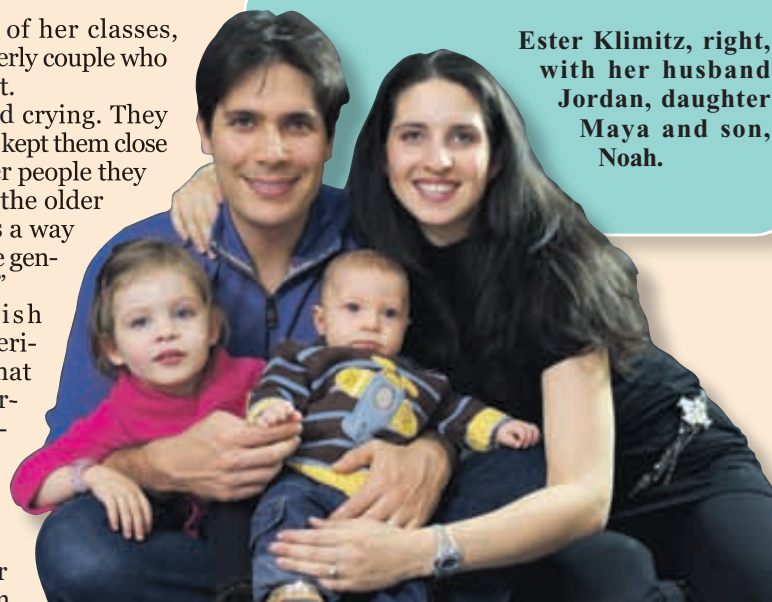 of her classes,
erly couple who
t.
d crying. They
kept them close
er people they
the older
s a way
e gen-
”
ish
eri-
hat
r-
-
r
Ester Klimitz, right,
with her husband
Jordan, daughter
Maya and son,
Noah.